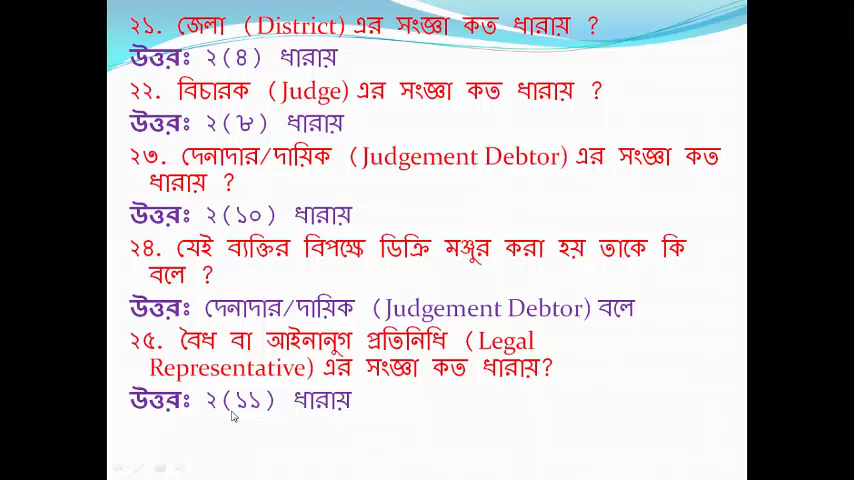 ২১. জেলা (District) এর সংজ্ঞা কত ধারায় ?
উত্তরঃ ২(৪) ধারায়
২২. বিচারক (Judge) এর সংজ্ঞা কত ধারায় ?
উত্তরঃ ২(৮) ধারায়
২৩. দেনাদার/দায়িক (Judgement Debtor) এর সংজ্ঞা কত
ধারায় ?
উত্তরঃ ২(১০) ধারায়
২৪. যেই ব্যক্তির বিপক্ষে ডিক্রি মঞ্জুর করা হয় তাকে কি
বলে ?
উত্তরঃ দেনাদার/দায়িক (Judgement Debtor) বলে
২৫. বৈধ বা আইনানুগ প্রতিনিধি (Legal
Representative) এর সংজ্ঞা কত ধারায়?
উত্তরঃ ২(১১) ধারায়